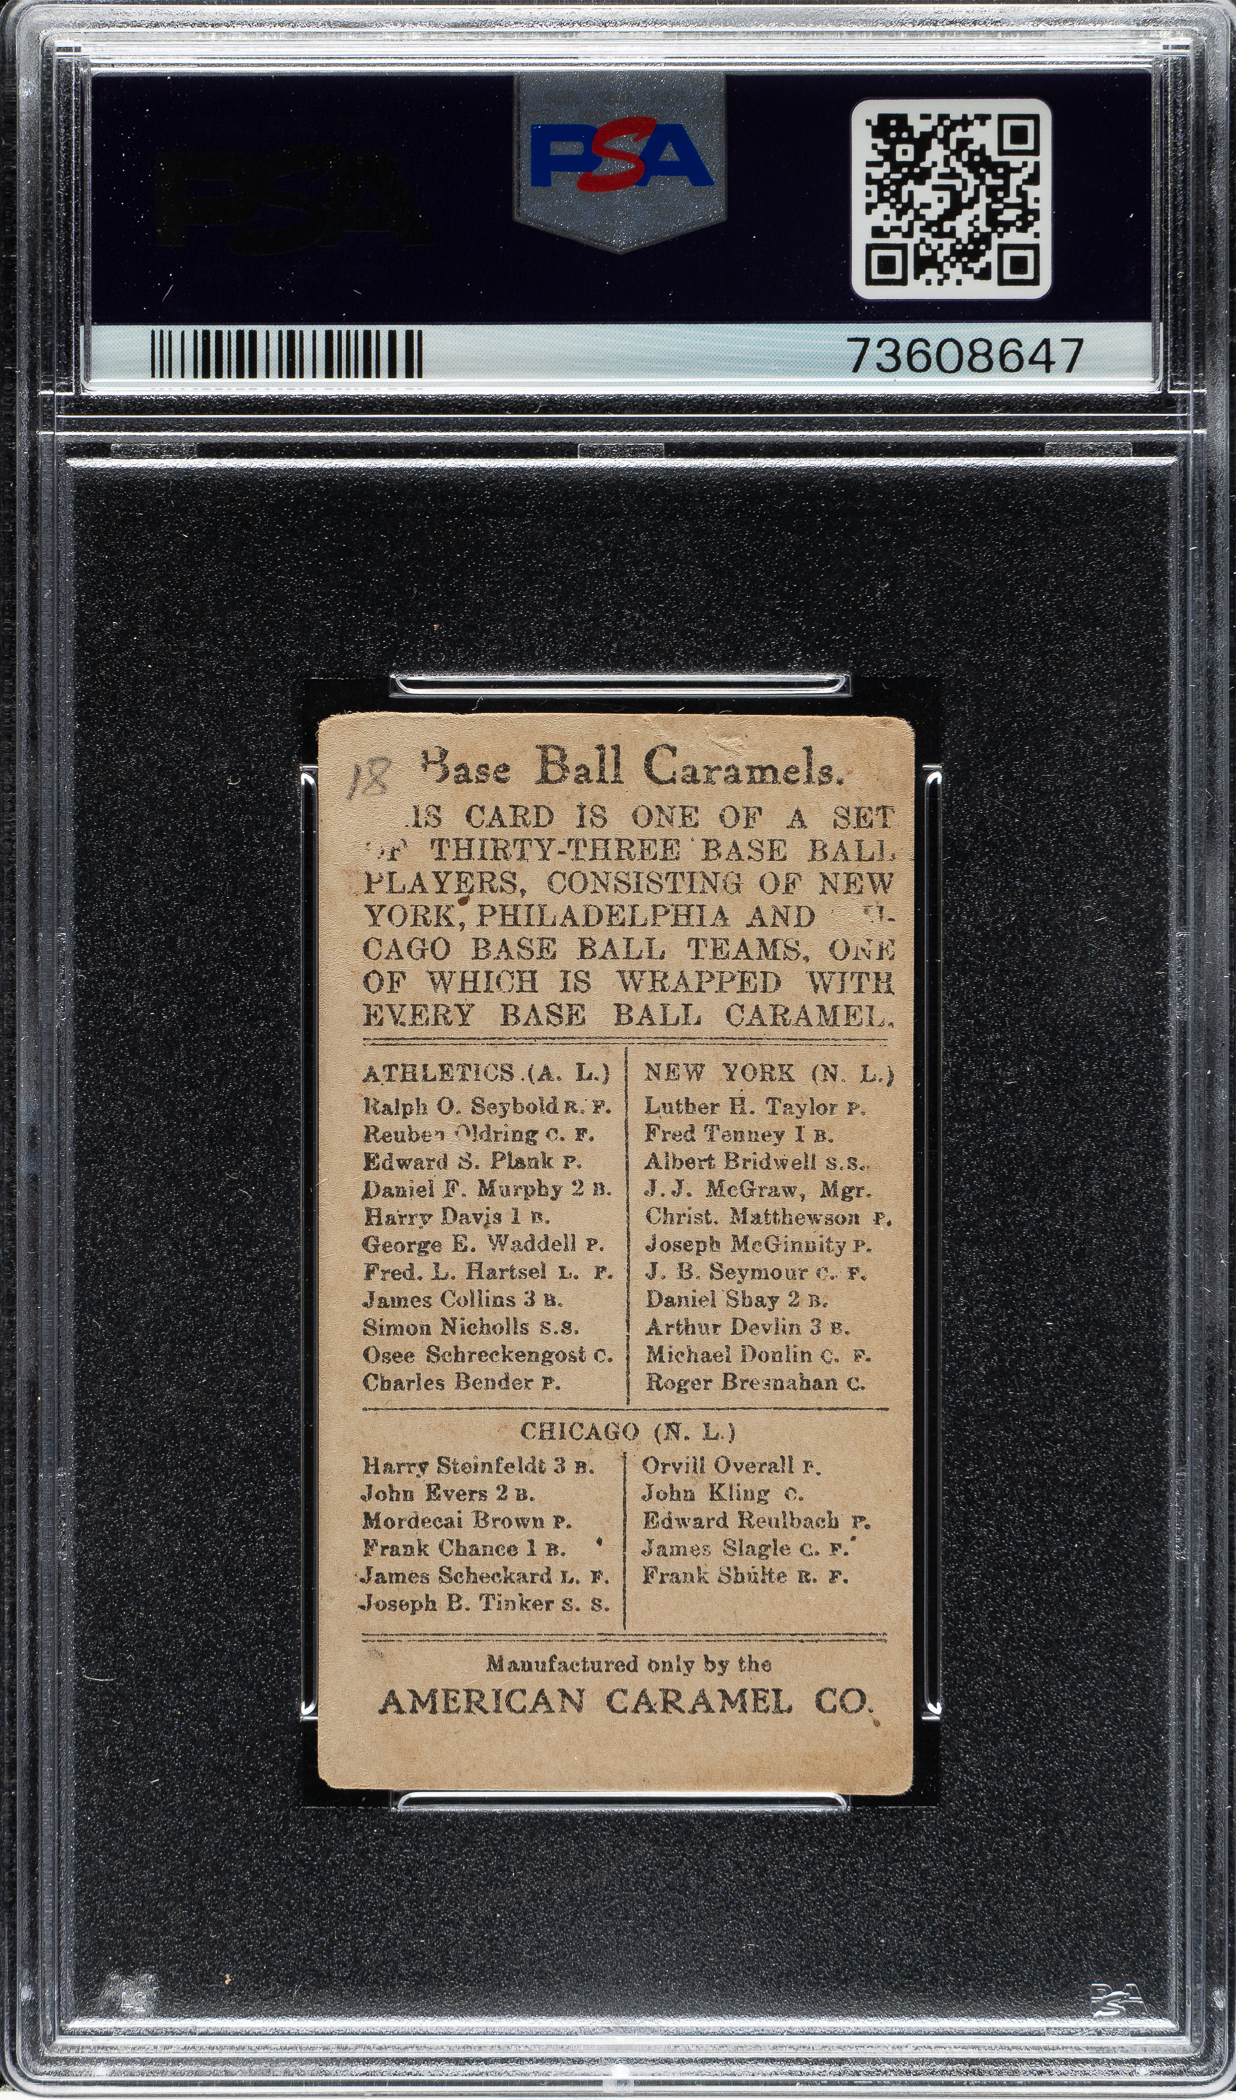 PSA
73608647
18
Base Ball Caramels.
IS CARD IS ONE OF A SET
OF THIRTY-THREE BASE BALL
PLAYERS, CONSISTING OF NEW
YORK, PHILADELPHIA AND
CAGO BASE BALL TEAMS, ONE
OF WHICH IS WRAPPED WITH
EVERY BASE BALL CARAMEL.
ATHLETICS (A. L.)
Ralph O. Seybold R. F.
Reuben Oldring C. F.
Edward S. Plank P.
Daniel F. Murphy 2 B.
Harry Davis 1 B.
George E. Waddell P.
Fred. L. Hartsel L. F.
James Collins 3 B.
Simon Nicholls S.S.
Osee Schreckengost C.
Charles Bender P.
NEW YORK (N. L.)
Luther H. Taylor P.
Fred Tenney 1 B.
Albert Bridwell S.S.
J.J. McGraw, Mgr.
Christ. Matthewson P.
Joseph McGinnity P.
J. B. Seymour C. F.
Daniel Shay 2 B.
Arthur Devlin 3 B.
Michael Donlin C. F.
Roger Bresnahan C.
CHICAGO (N. L.)
Harry Steinfeldt 3 B.
John Evers 2 B.
Mordecai Brown P.
Frank Chance 1 B.
James Scheckard L. F.
Joseph B. Tinker S. S.
Orvill Overall P.
John Kling C.
Edward Reulbach P.
James Slagle C. F.
Frank Shulte R. F.
Manufactured only by the
AMERICAN CARAMEL CO.
PSA